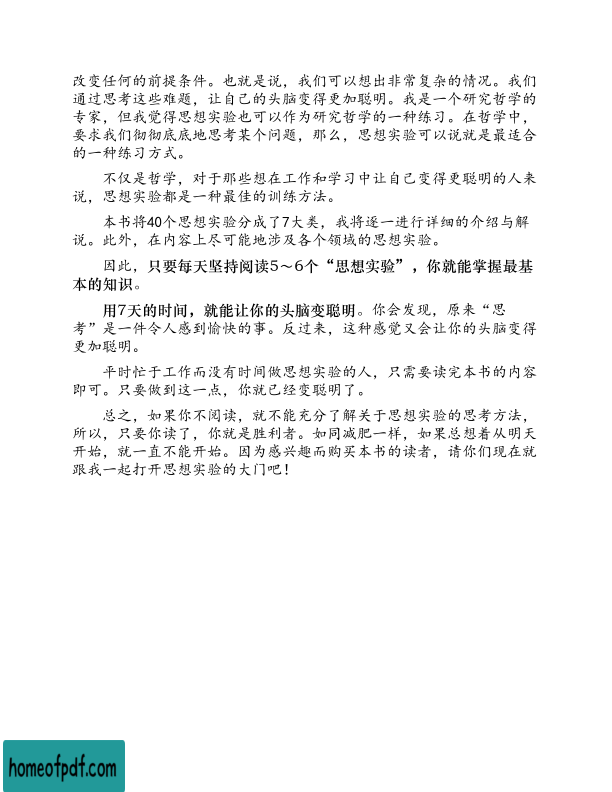 改变任何的前提条件。也就是说，我们可以想出非常复杂的情况。我们
通过思考这些难题，让自己的头脑变得更加聪明。我是一个研究哲学的
专家，但我觉得思想实验也可以作为研究哲学的一种练习。在哲学中，
要求我们彻彻底底地思考某个问题，那么，思想实验可以说就是最适合
的一种练习方式。
不仅是哲学，对于那些想在工作和学习中让自己变得更聪明的人来
说，思想实验都是一种最佳的训练方法。
本书将40个思想实验分成了7大类，我将逐一进行详细的介绍与解
说。此外，在内容上尽可能地涉及各个领域的思想实验。
因此，只要每天坚持阅读5～6个“思想实验”，你就能掌握最基
本的知识。
用7天的时间，就能让你的头脑变聪明。你会发现，原来“思
考”是一件令人感到愉快的事。反过来，这种感觉又会让你的头脑变得
更加聪明。
平时忙于工作而没有时间做思想实验的人，只需要读完本书的内容
即可。只要做到这一点，你就已经变聪明了。
总之，如果你不阅读，就不能充分了解关于思想实验的思考方法，
所以，只要你读了，你就是胜利者。如同减肥一样，如果总想着从明天
开始，就一直不能开始。因为感兴趣而购买本书的读者，请你们现在就
跟我一起打开思想实验的大门吧！
homeofpdf.com